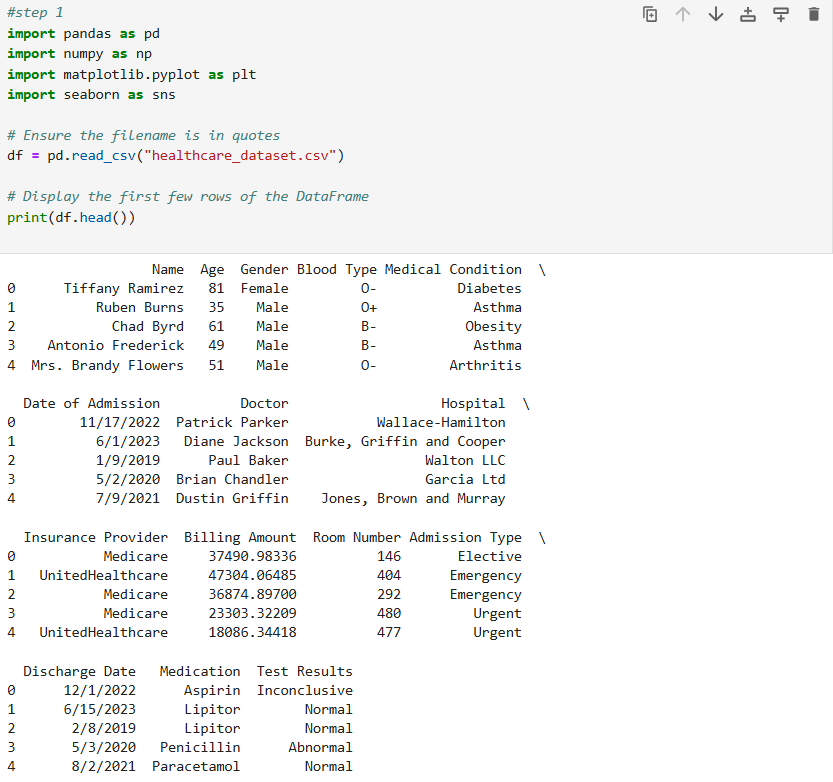 #step 1
import pandas as pd
import numpy as np
import matplotlib.pyplot as plt
import seaborn as sns
# Ensure the filename is in quotes
df = pd.read_csv("healthcare_dataset.csv")
# Display the first few rows of the DataFrame
print(df.head())
Name Age Gender Blood Type Medical Condition \
0 Tiffany Ramirez 81 Female O- Diabetes
1 Ruben Burns 35 Male O+ Asthma
2 Chad Byrd 61 Male B- Obesity
3 Antonio Frederick 49 Male B- Asthma
4 Mrs. Brandy Flowers 51 Male O- Arthritis
Date of Admission Doctor Hospital \
0 11/17/2022 Patrick Parker Wallace-Hamilton
1 6/1/2023 Diane Jackson Burke, Griffin and Cooper
2 1/9/2019 Paul Baker Walton LLC
3 5/2/2020 Brian Chandler Garcia Ltd
4 7/9/2021 Dustin Griffin Jones, Brown and Murray
Insurance Provider Billing Amount Room Number Admission Type \
0 Medicare 37490.98336 146 Elective
1 UnitedHealthcare 47304.06485 404 Emergency
2 Medicare 36874.89700 292 Emergency
3 Medicare 23303.32209 480 Urgent
4 UnitedHealthcare 18086.34418 477 Urgent
Discharge Date Medication Test Results
0 12/1/2022 Aspirin Inconclusive
1 6/15/2023 Lipitor Normal
2 2/8/2019 Lipitor Normal
3 5/3/2020 Penicillin Abnormal
4 8/2/2021 Paracetamol Normal